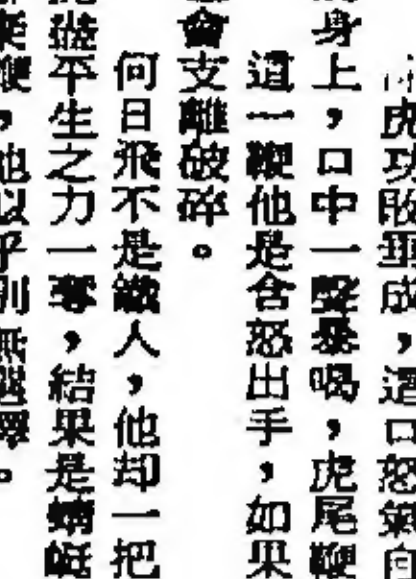 虎功敗垂成，這口怒氣向
身上，口中一聲暴喝，虎尾鞭
這一鞭他是含怒出手，如果
會支離破碎。
何日飛不是鐵人，他却一把
平生之力一奪，結果是蜻蜓
鞭，他似乎別無選擇。